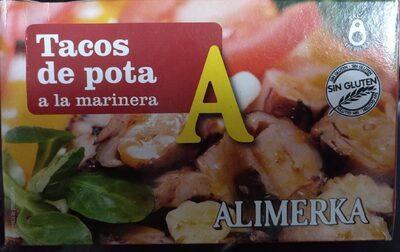 Tacos
de pota
a la marinera
A
SIN GLUTEN
ALIMERKA